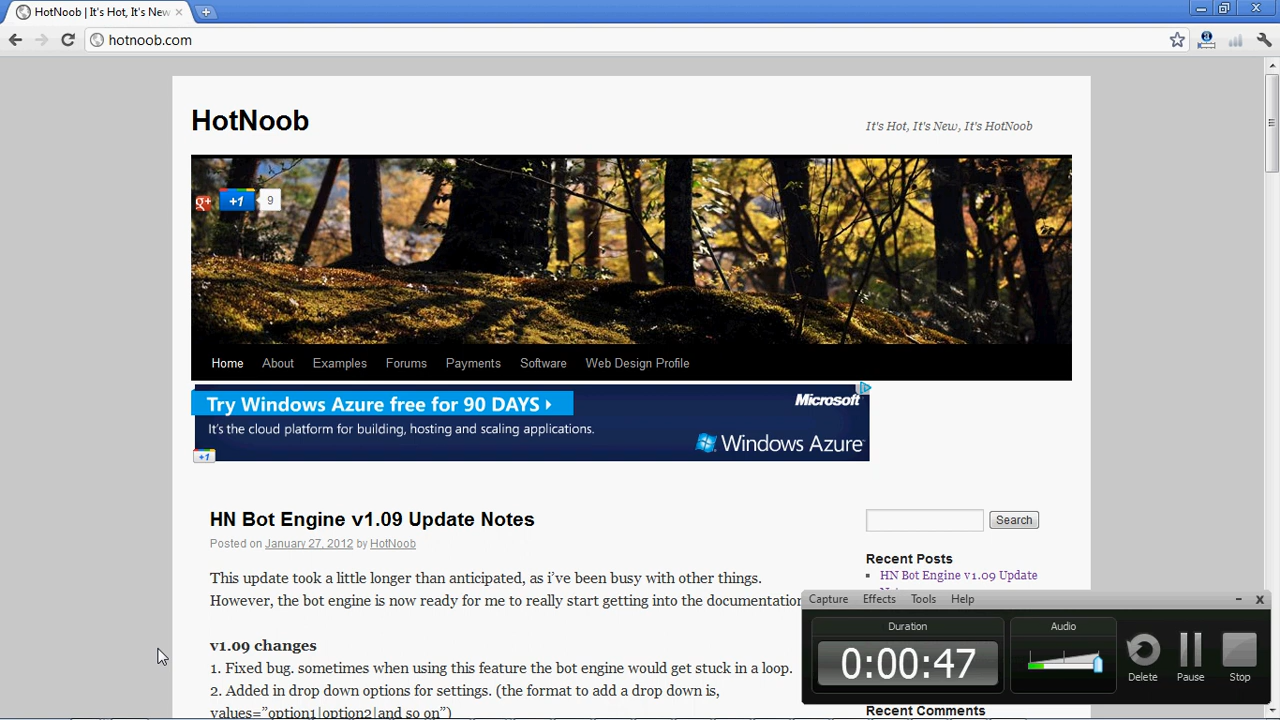 HotNoob | It's Hot, It's New
hotnoob.com
HotNoob
It's Hot, It's New, It's HotNoob
g+ +1 9
Home About Examples Forums Payments Software Web Design Profile
Try Windows Azure free for 90 DAYS
Microsoft
It's the cloud platform for building, hosting and scaling applications.
Windows Azure
+1
HN Bot Engine v1.09 Update Notes
Posted on January 27, 2012 by HotNoob
Search
Recent Posts
HN Bot Engine v1.09 Update
This update took a little longer than anticipated, as i've been busy with other things.
However, the bot engine is now ready for me to really start getting into the documentation
v1.09 changes
1. Fixed bug. sometimes when using this feature the bot engine would get stuck in a loop.
2. Added in drop down options for settings. (the format to add a drop down is,
values="option1|option2|and so on")
Capture Effects Tools Help
Duration
Audio
0:00:47
Delete Pause Stop
Recent Comments